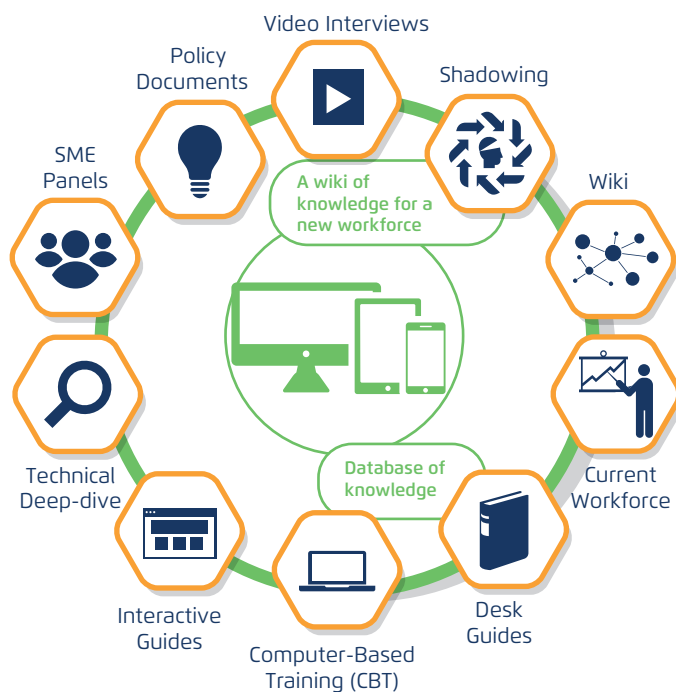 Video Interviews
Policy
Documents
Shadowing
SME
Panels
A wiki of
knowledge for a
new workforce
Wiki
Technical
Deep-dive
Database of
knowledge
Current
Workforce
Interactive
Guides
Desk
Guides
Computer-Based
Training (CBT)